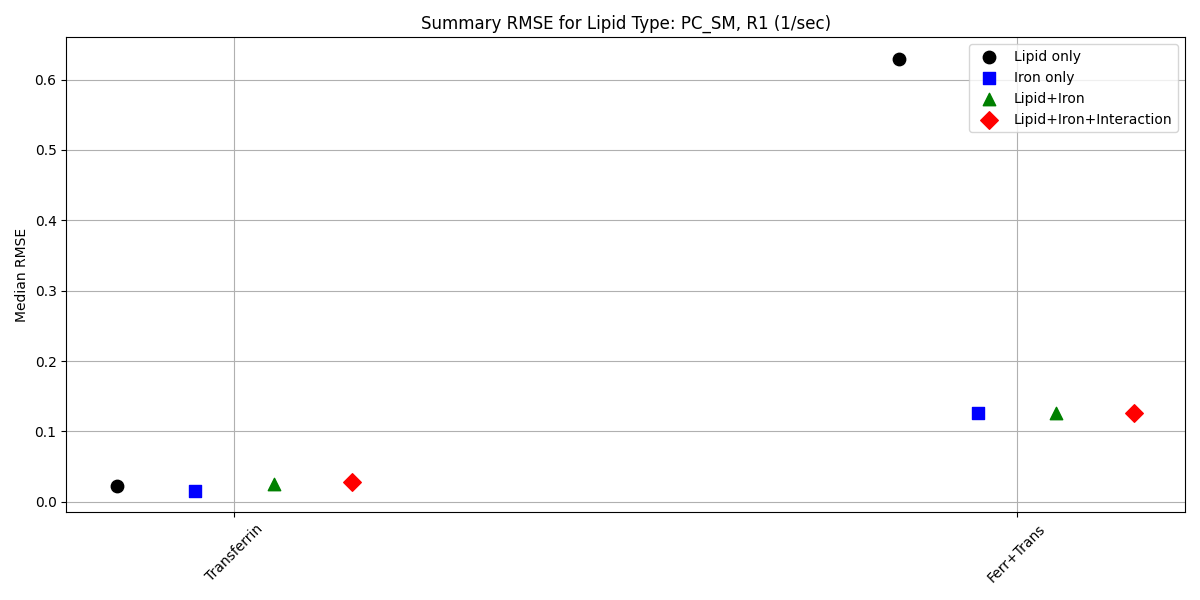 Summary RMSE for Lipid Type: PC_SM, R1 (1/sec)
Lipid only
Iron only
Lipid+Iron
Lipid+Iron+Interaction
Median RMSE
0.6
0.5
0.4
0.3
0.2
0.1
0.0
Transferrin
Ferr+Trans